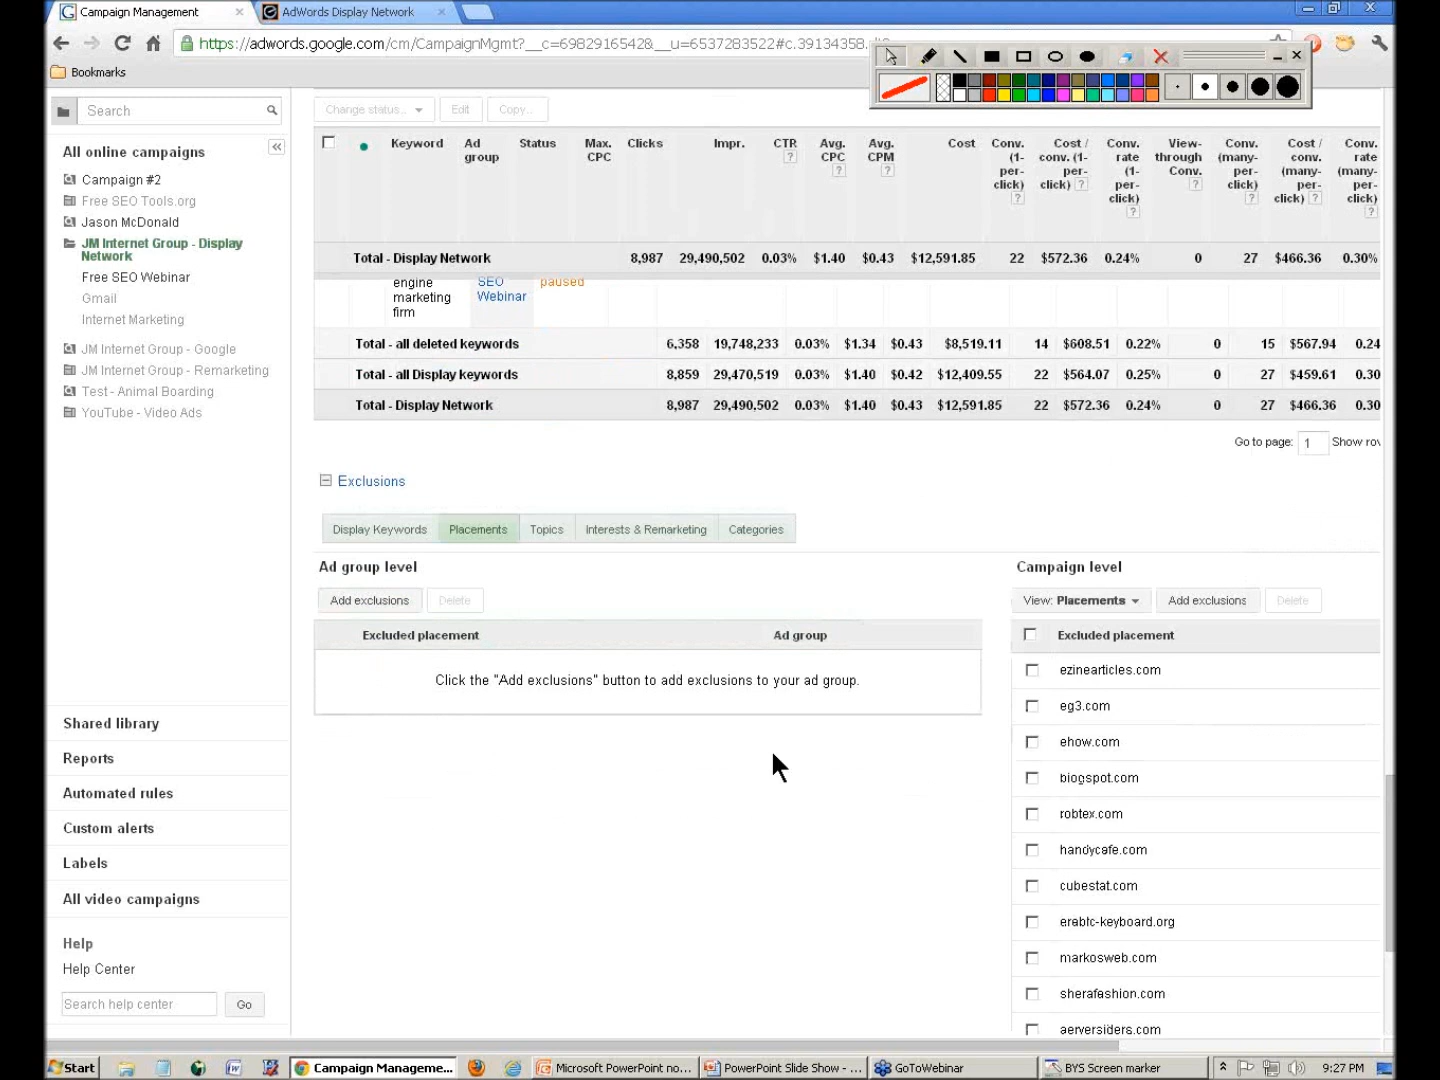 Campaign Management
AdWords Display Network
https://adwords.google.com/cm/CampaignMgmt?__c=69829165428&__u=6537283522#c.39134358.
Bookmarks
Search
All online campaigns
Campaign #2
Free SEO Tools.org
Jason McDonald
JM Internet Group - Display
Network
Free SEO Webinar
Gmail
Internet Marketing
JM Internet Group - Google
JM Internet Group - Remarketing
Test - Animal Boarding
YouTube - Video Ads
Shared library
Reports
Automated rules
Custom alerts
Labels
All video campaigns
Help
Help Center
Search help center
Go
Change status...
Edit
Copy...
Keyword Ad group Status Max. CPC Clicks Impr. CTR ? Avg. CPC ? Avg. CPM ? Cost Conv. (1-per-click) ? Cost / conv. (1-per-click) ? Conv. rate (1-per-click) ? View-through Conv. ? Conv. (many-per-click) ? Cost / conv. (many-per-click) ? Conv. rate (many-per-click) ?
Total - Display Network 8,987 29,490,502 0.03% $1.40 $0.43 $12,591.85 22 $572.36 0.24% 0 27 $466.36 0.30%
engine marketing firm SEO Webinar paused
Total - all deleted keywords 6,358 19,748,233 0.03% $1.34 $0.43 $8,519.11 14 $608.51 0.22% 0 15 $567.94 0.24
Total - all Display keywords 8,859 29,470,519 0.03% $1.40 $0.42 $12,409.55 22 $564.07 0.25% 0 27 $459.61 0.30
Total - Display Network 8,987 29,490,502 0.03% $1.40 $0.43 $12,591.85 22 $572.36 0.24% 0 27 $466.36 0.30
Go to page: 1 Show rov
Exclusions
Display Keywords Placements Topics Interests & Remarketing Categories
Ad group level
Add exclusions Delete
Excluded placement Ad group
Click the "Add exclusions" button to add exclusions to your ad group.
Campaign level
View: Placements Add exclusions Delete
Excluded placement
ezinearticles.com
eg3.com
ehow.com
blogspot.com
robtex.com
handycafe.com
cubestat.com
erabtc-keyboard.org
markosweb.com
sherafashion.com
aerversiders.com
Start
Campaign Manageme...
Microsoft PowerPoint no...
PowerPoint Slide Show - ...
GoToWebinar
BYS Screen marker
9:27 PM